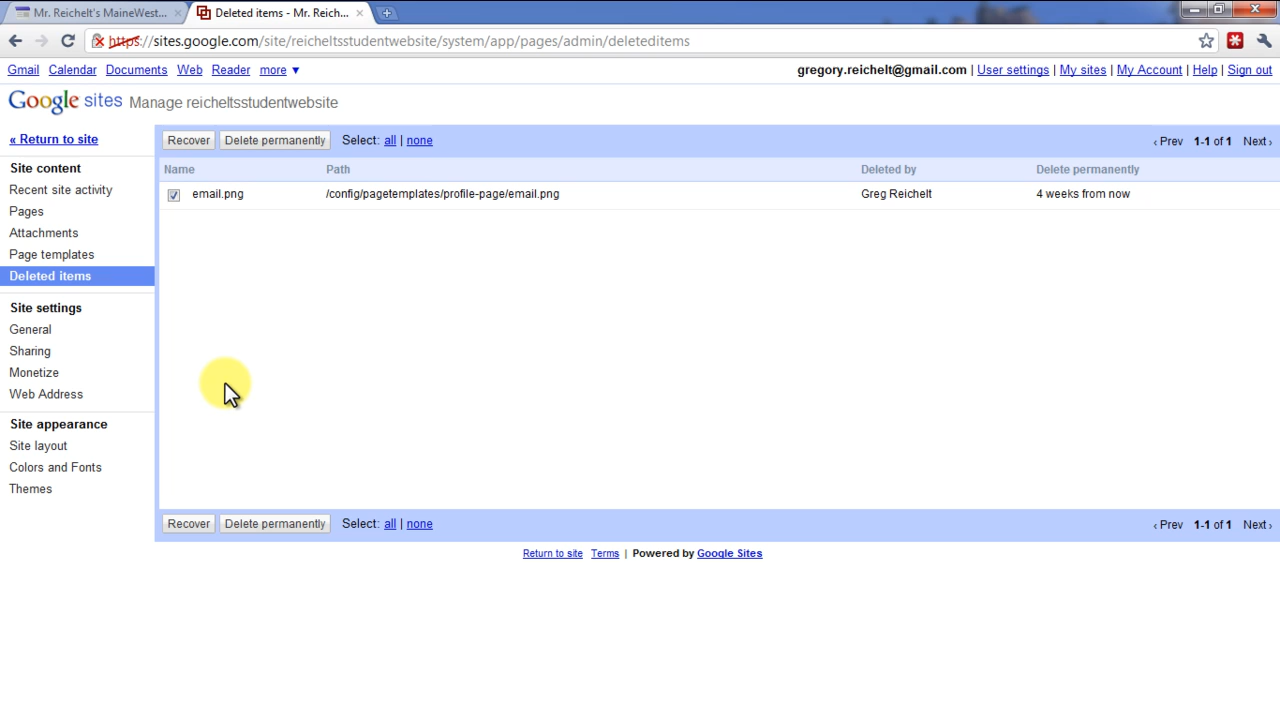 Mr. Reichelt's MaineWest...
Deleted items - Mr. Reich...
https://sites.google.com/site/reicheltsstudentwebsite/system/app/pages/admin/deleteditems
Gmail Calendar Documents Web Reader more ▼
gregory.reichelt@gmail.com | User settings | My sites | My Account | Help | Sign out
Google sites Manage reicheltsstudentwebsite
« Return to site
Site content
Recent site activity
Pages
Attachments
Page templates
Deleted items
Site settings
General
Sharing
Monetize
Web Address
Site appearance
Site layout
Colors and Fonts
Themes
Recover Delete permanently Select: all | none ‹ Prev 1-1 of 1 Next ›
Name Path Deleted by Delete permanently
email.png /config/pagetemplates/profile-page/email.png Greg Reichelt 4 weeks from now
Recover Delete permanently Select: all | none ‹ Prev 1-1 of 1 Next ›
Return to site Terms | Powered by Google Sites